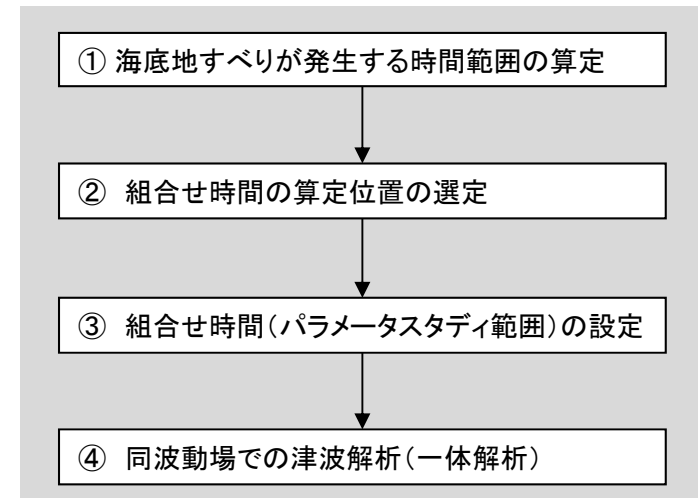 ① 海底地すべりが発生する時間範囲の算定
② 組合せ時間の算定位置の選定
③ 組合せ時間(パラメータスタディ範囲)の設定
④ 同波動場での津波解析(一体解析)